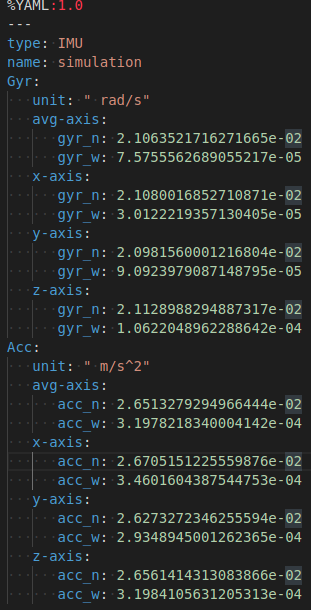 %YAML:1.0
---
type: IMU
name: simulation
Gyr:
   unit: " rad/s"
   avg-axis:
      gyr_n: 2.1063521716271665e-02
      gyr_w: 7.5755562689055217e-05
   x-axis:
      gyr_n: 2.1080016852710871e-02
      gyr_w: 3.0122219357130405e-05
   y-axis:
      gyr_n: 2.0981560001216804e-02
      gyr_w: 9.0923979087148795e-05
   z-axis:
      gyr_n: 2.1128988294887317e-02
      gyr_w: 1.0622048962288642e-04
Acc:
   unit: " m/s^2"
   avg-axis:
      acc_n: 2.6513279294966444e-02
      acc_w: 3.1978218340004142e-04
   x-axis:
      acc_n: 2.6705151225559876e-02
      acc_w: 3.4601604387544753e-04
   y-axis:
      acc_n: 2.6273272346255594e-02
      acc_w: 2.9348945001262365e-04
   z-axis:
      acc_n: 2.6561414313083866e-02
      acc_w: 3.1984105631205313e-04